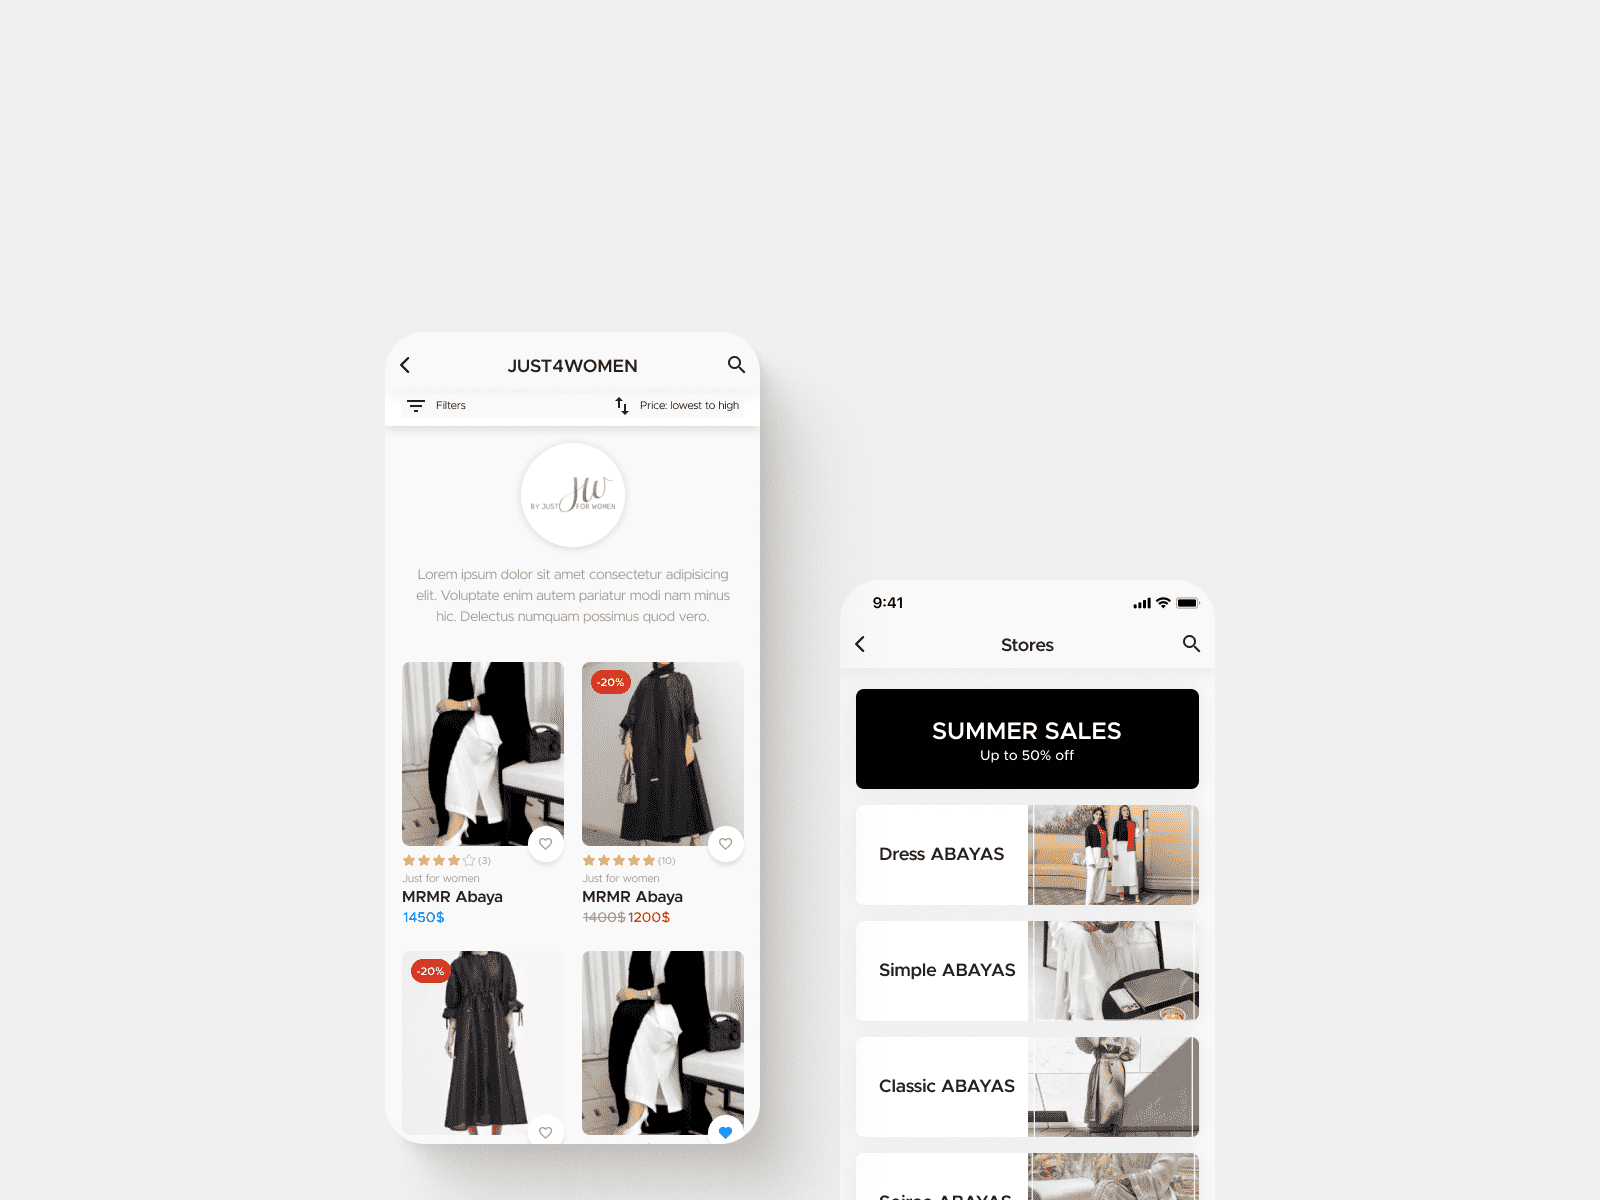 JUST4WOMEN
Filters
Price: lowest to high
JW
BY JUST FOR WOMEN
Lorem ipsum dolor sit amet consectetur adipisicing
elit. Voluptate enim autem pariatur modi nam minus
hic. Delectus numquam possimus quod vero.
-20%
(3)
(10)
Just for women
Just for women
MRMR Abaya
MRMR Abaya
1450$
1400$ 1200$
-20%
9:41
Stores
SUMMER SALES
Up to 50% off
Dress ABAYAS
Simple ABAYAS
Classic ABAYAS
Soiree ABAYAS